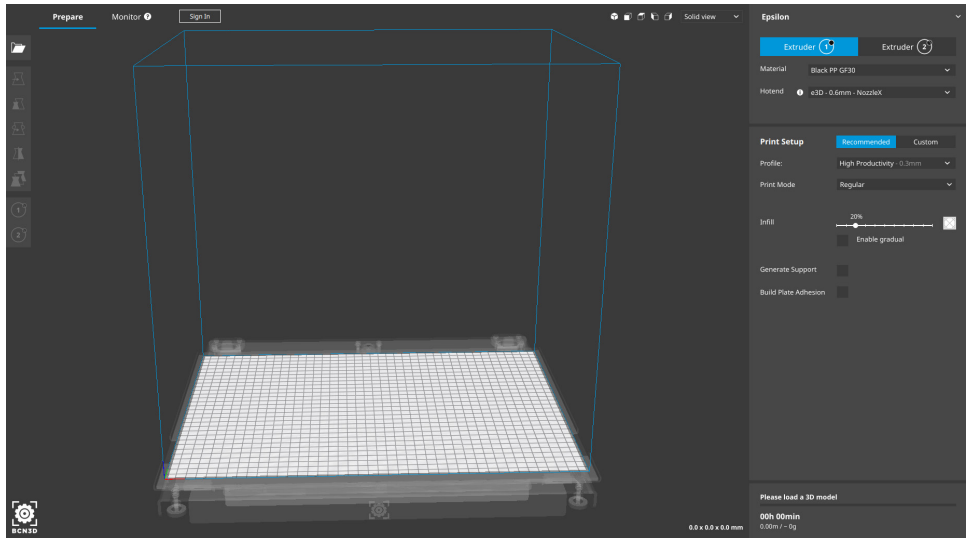 Prepare
Monitor ?
Sign In
Solid view
Epsilon
Extruder 1
Extruder 2
Material
Black PP GF30
Hotend
e3D - 0.6mm - NozzleX
Print Setup
Recommended
Custom
Profile:
High Productivity - 0.3mm
Print Mode
Regular
20%
Infill
Enable gradual
Generate Support
Build Plate Adhesion
1
2
BCN3D
0.0 x 0.0 x 0.0 mm
Please load a 3D model
00h 00min
0.00m / ~ 0g